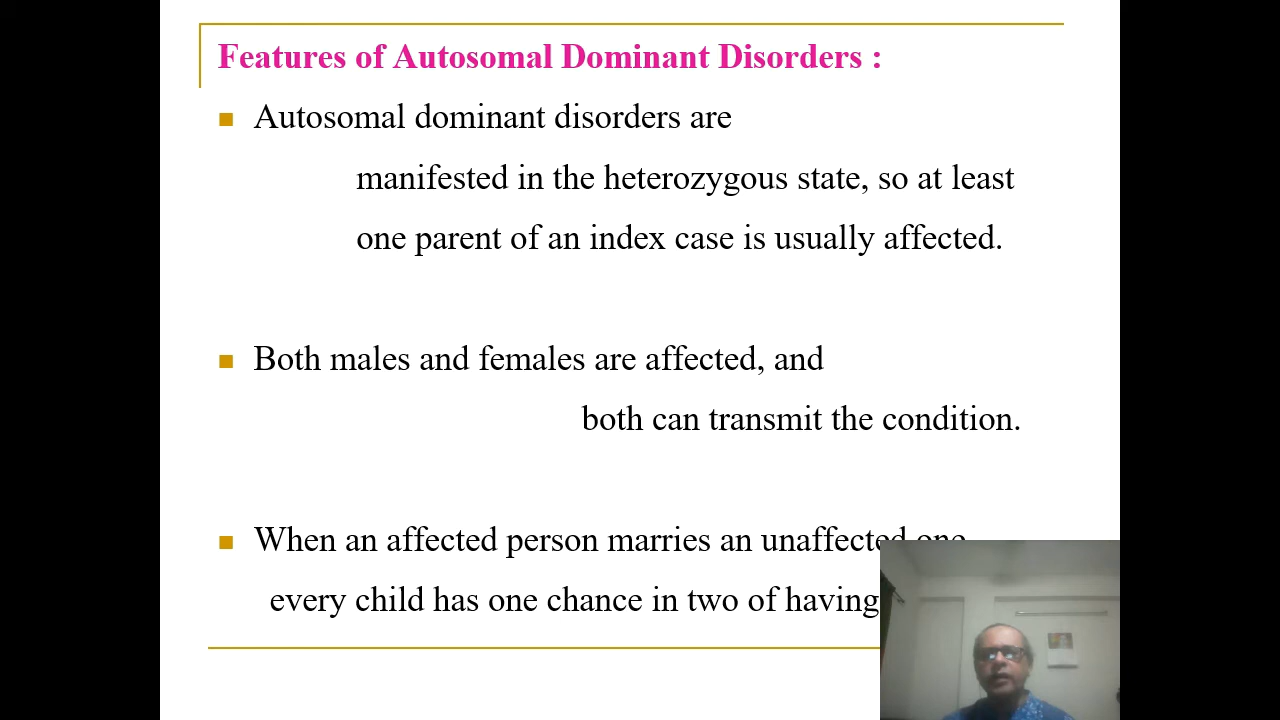 Features of Autosomal Dominant Disorders :
Autosomal dominant disorders are
manifested in the heterozygous state, so at least
one parent of an index case is usually affected.
Both males and females are affected, and
both can transmit the condition.
When an affected person marries an unaffected one
every child has one chance in two of having